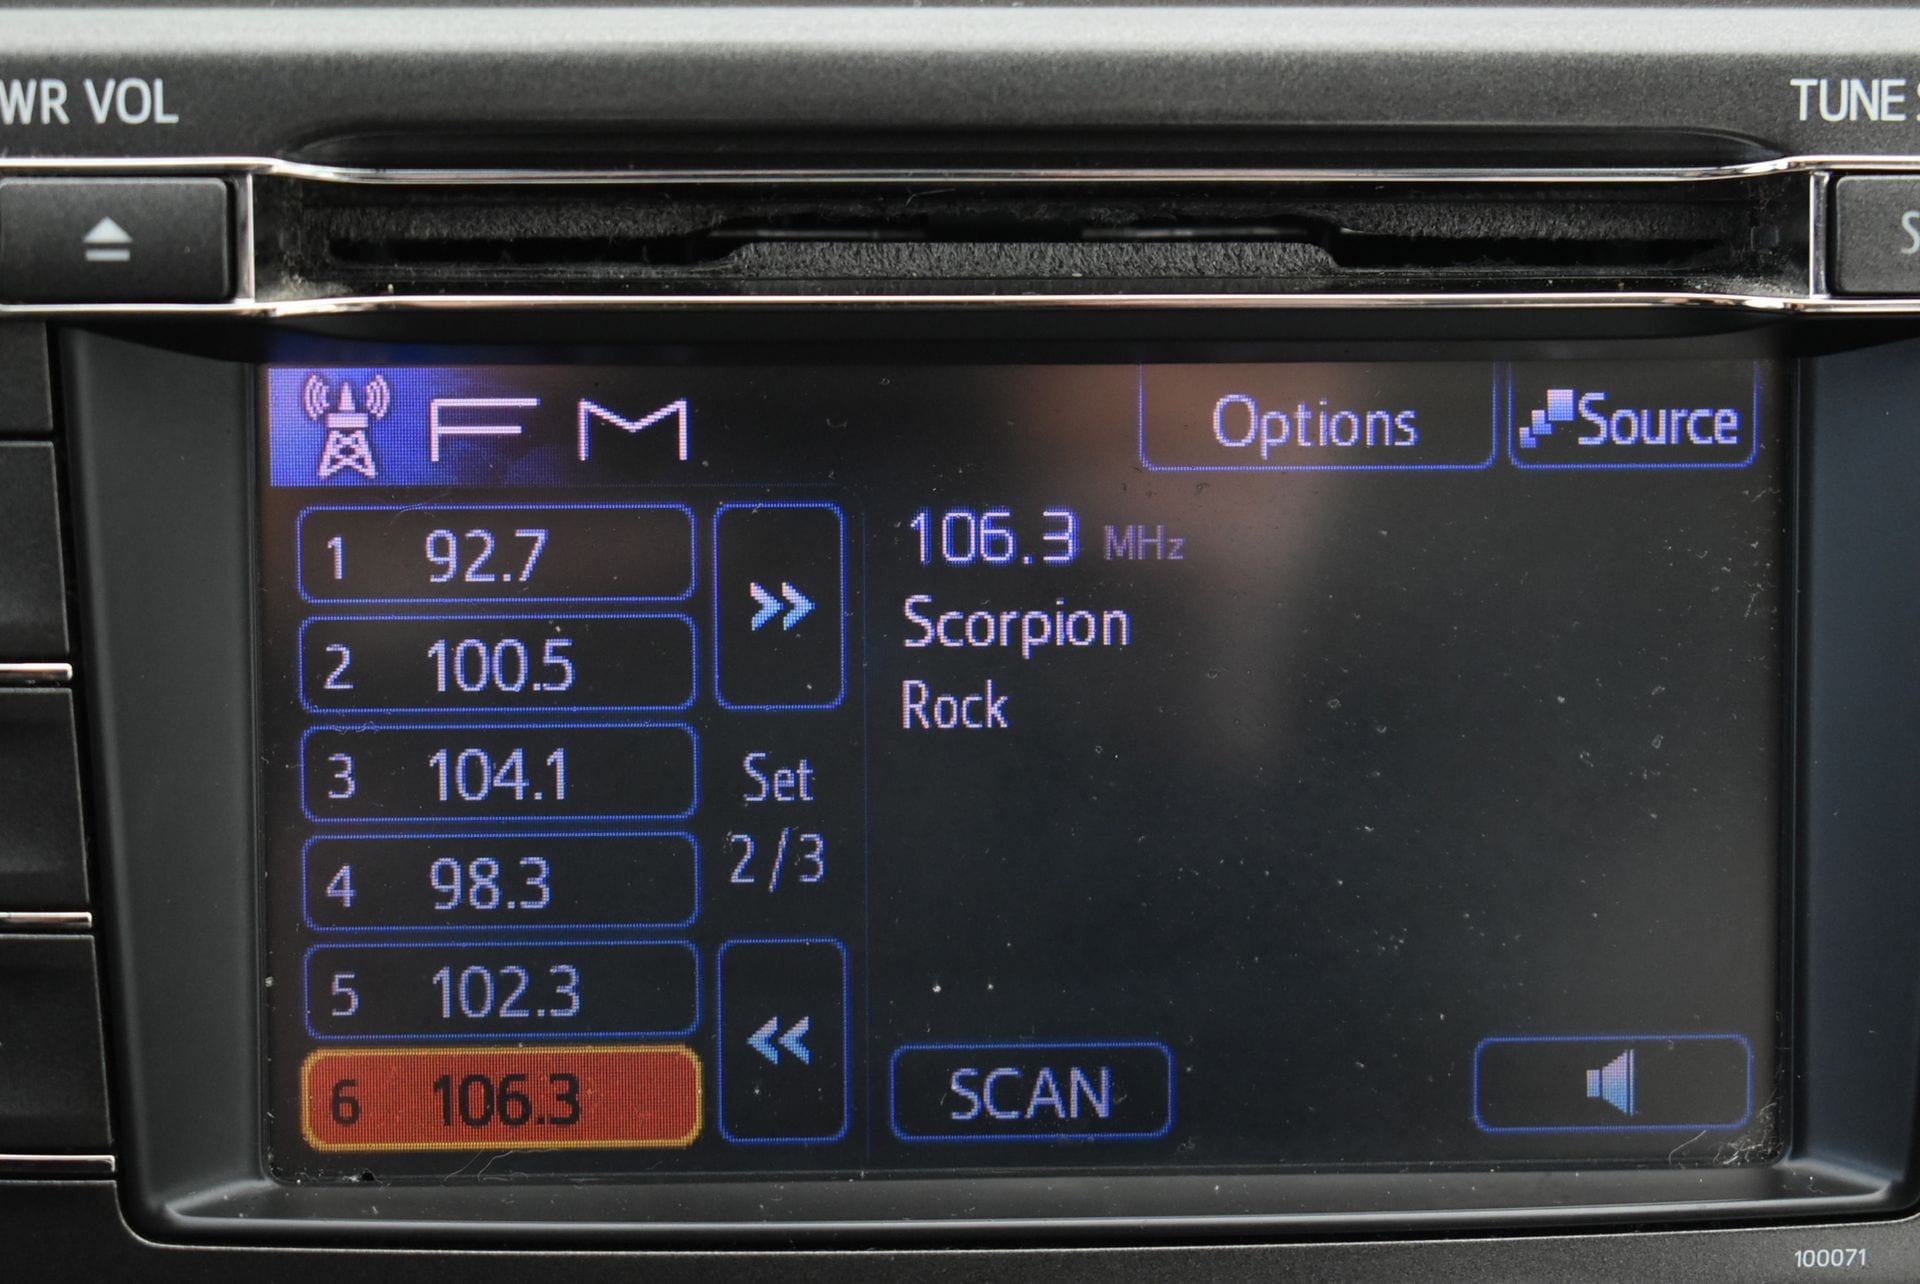 WR VOL
TUNE
FM
Options
Source
1 92.7
2 100.5
3 104.1
4 98.3
5 102.3
6 106.3
Set
2/3
106.3 MHz
Scorpion
Rock
SCAN
100071